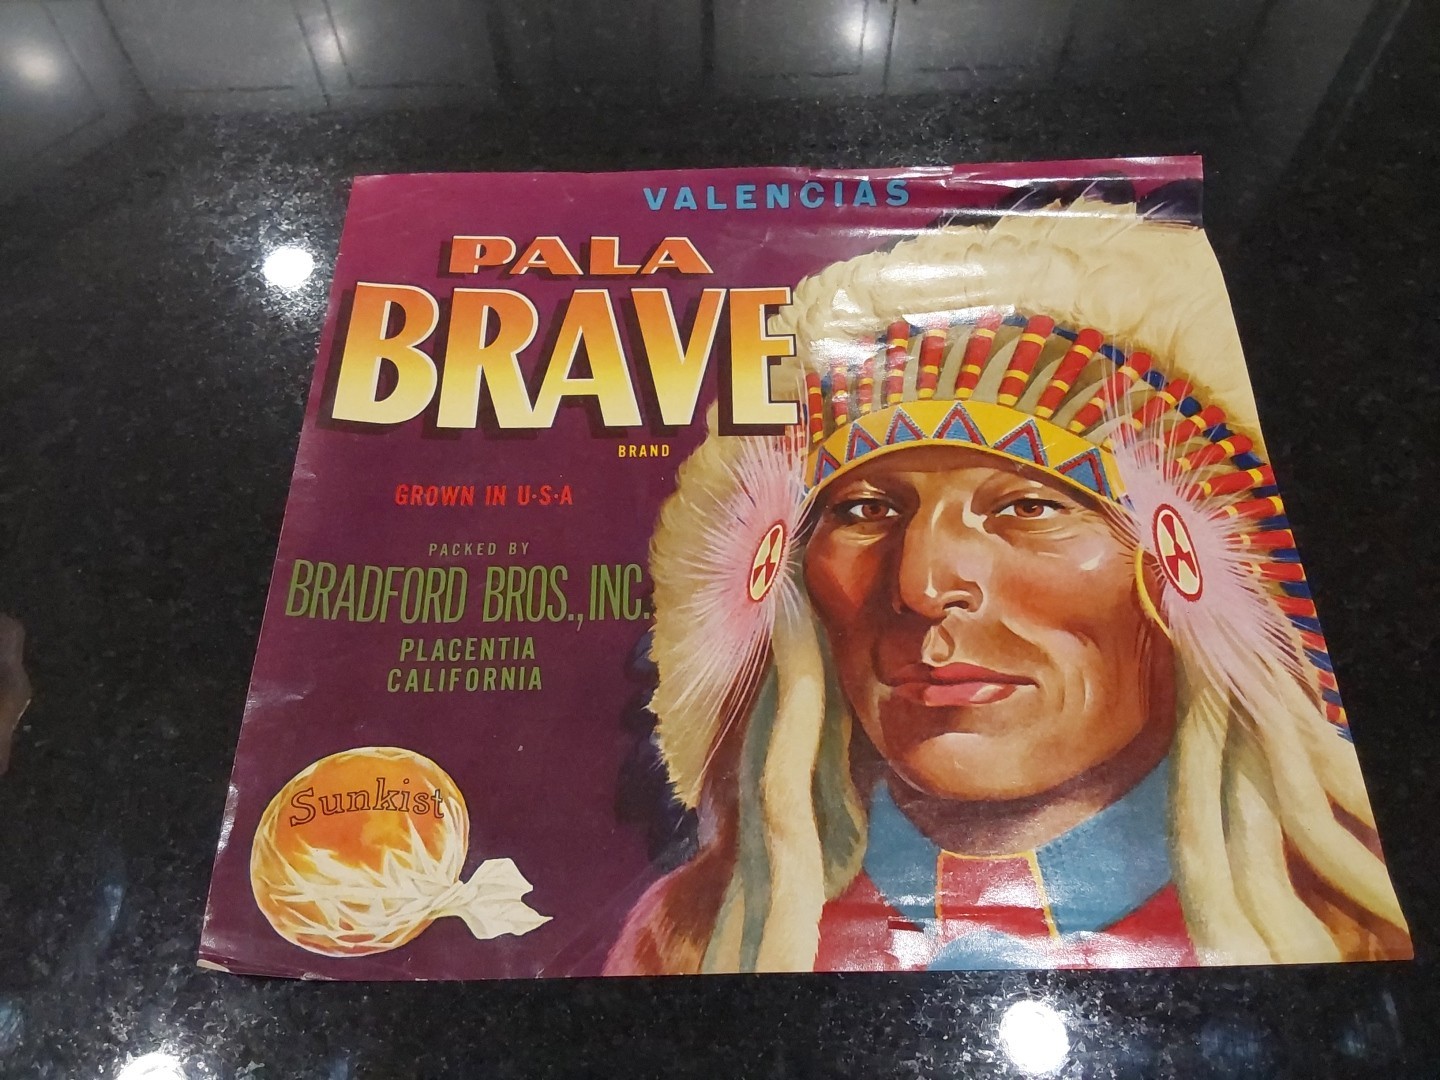 VALENCIAS
PALA
BRAVE
BRAND
GROWN IN U·S·A
PACKED BY
BRADFORD BROS., INC.
PLACENTIA
CALIFORNIA
Sunkist